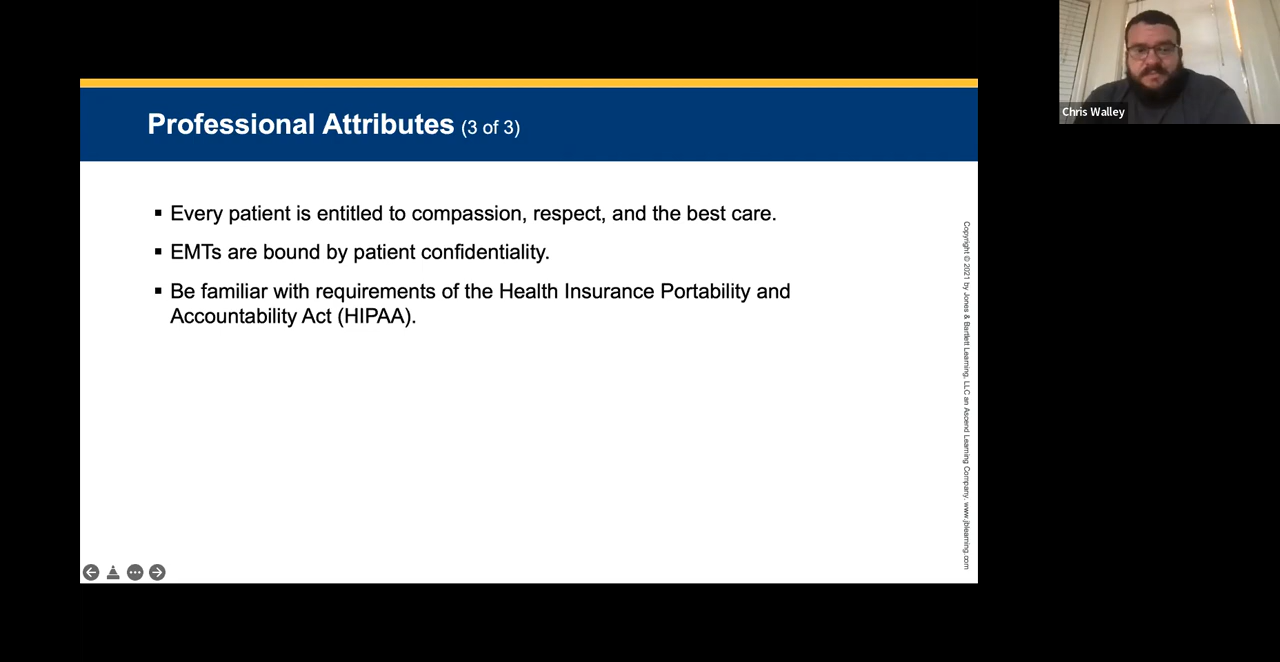 Professional Attributes (3 of 3)
▪ Every patient is entitled to compassion, respect, and the best care.
▪ EMTs are bound by patient confidentiality.
▪ Be familiar with requirements of the Health Insurance Portability and
Accountability Act (HIPAA).
Copyright © 2021 by Jones & Bartlett Learning, LLC an Ascend Learning Company. www.jblearning.com
Chris Walley